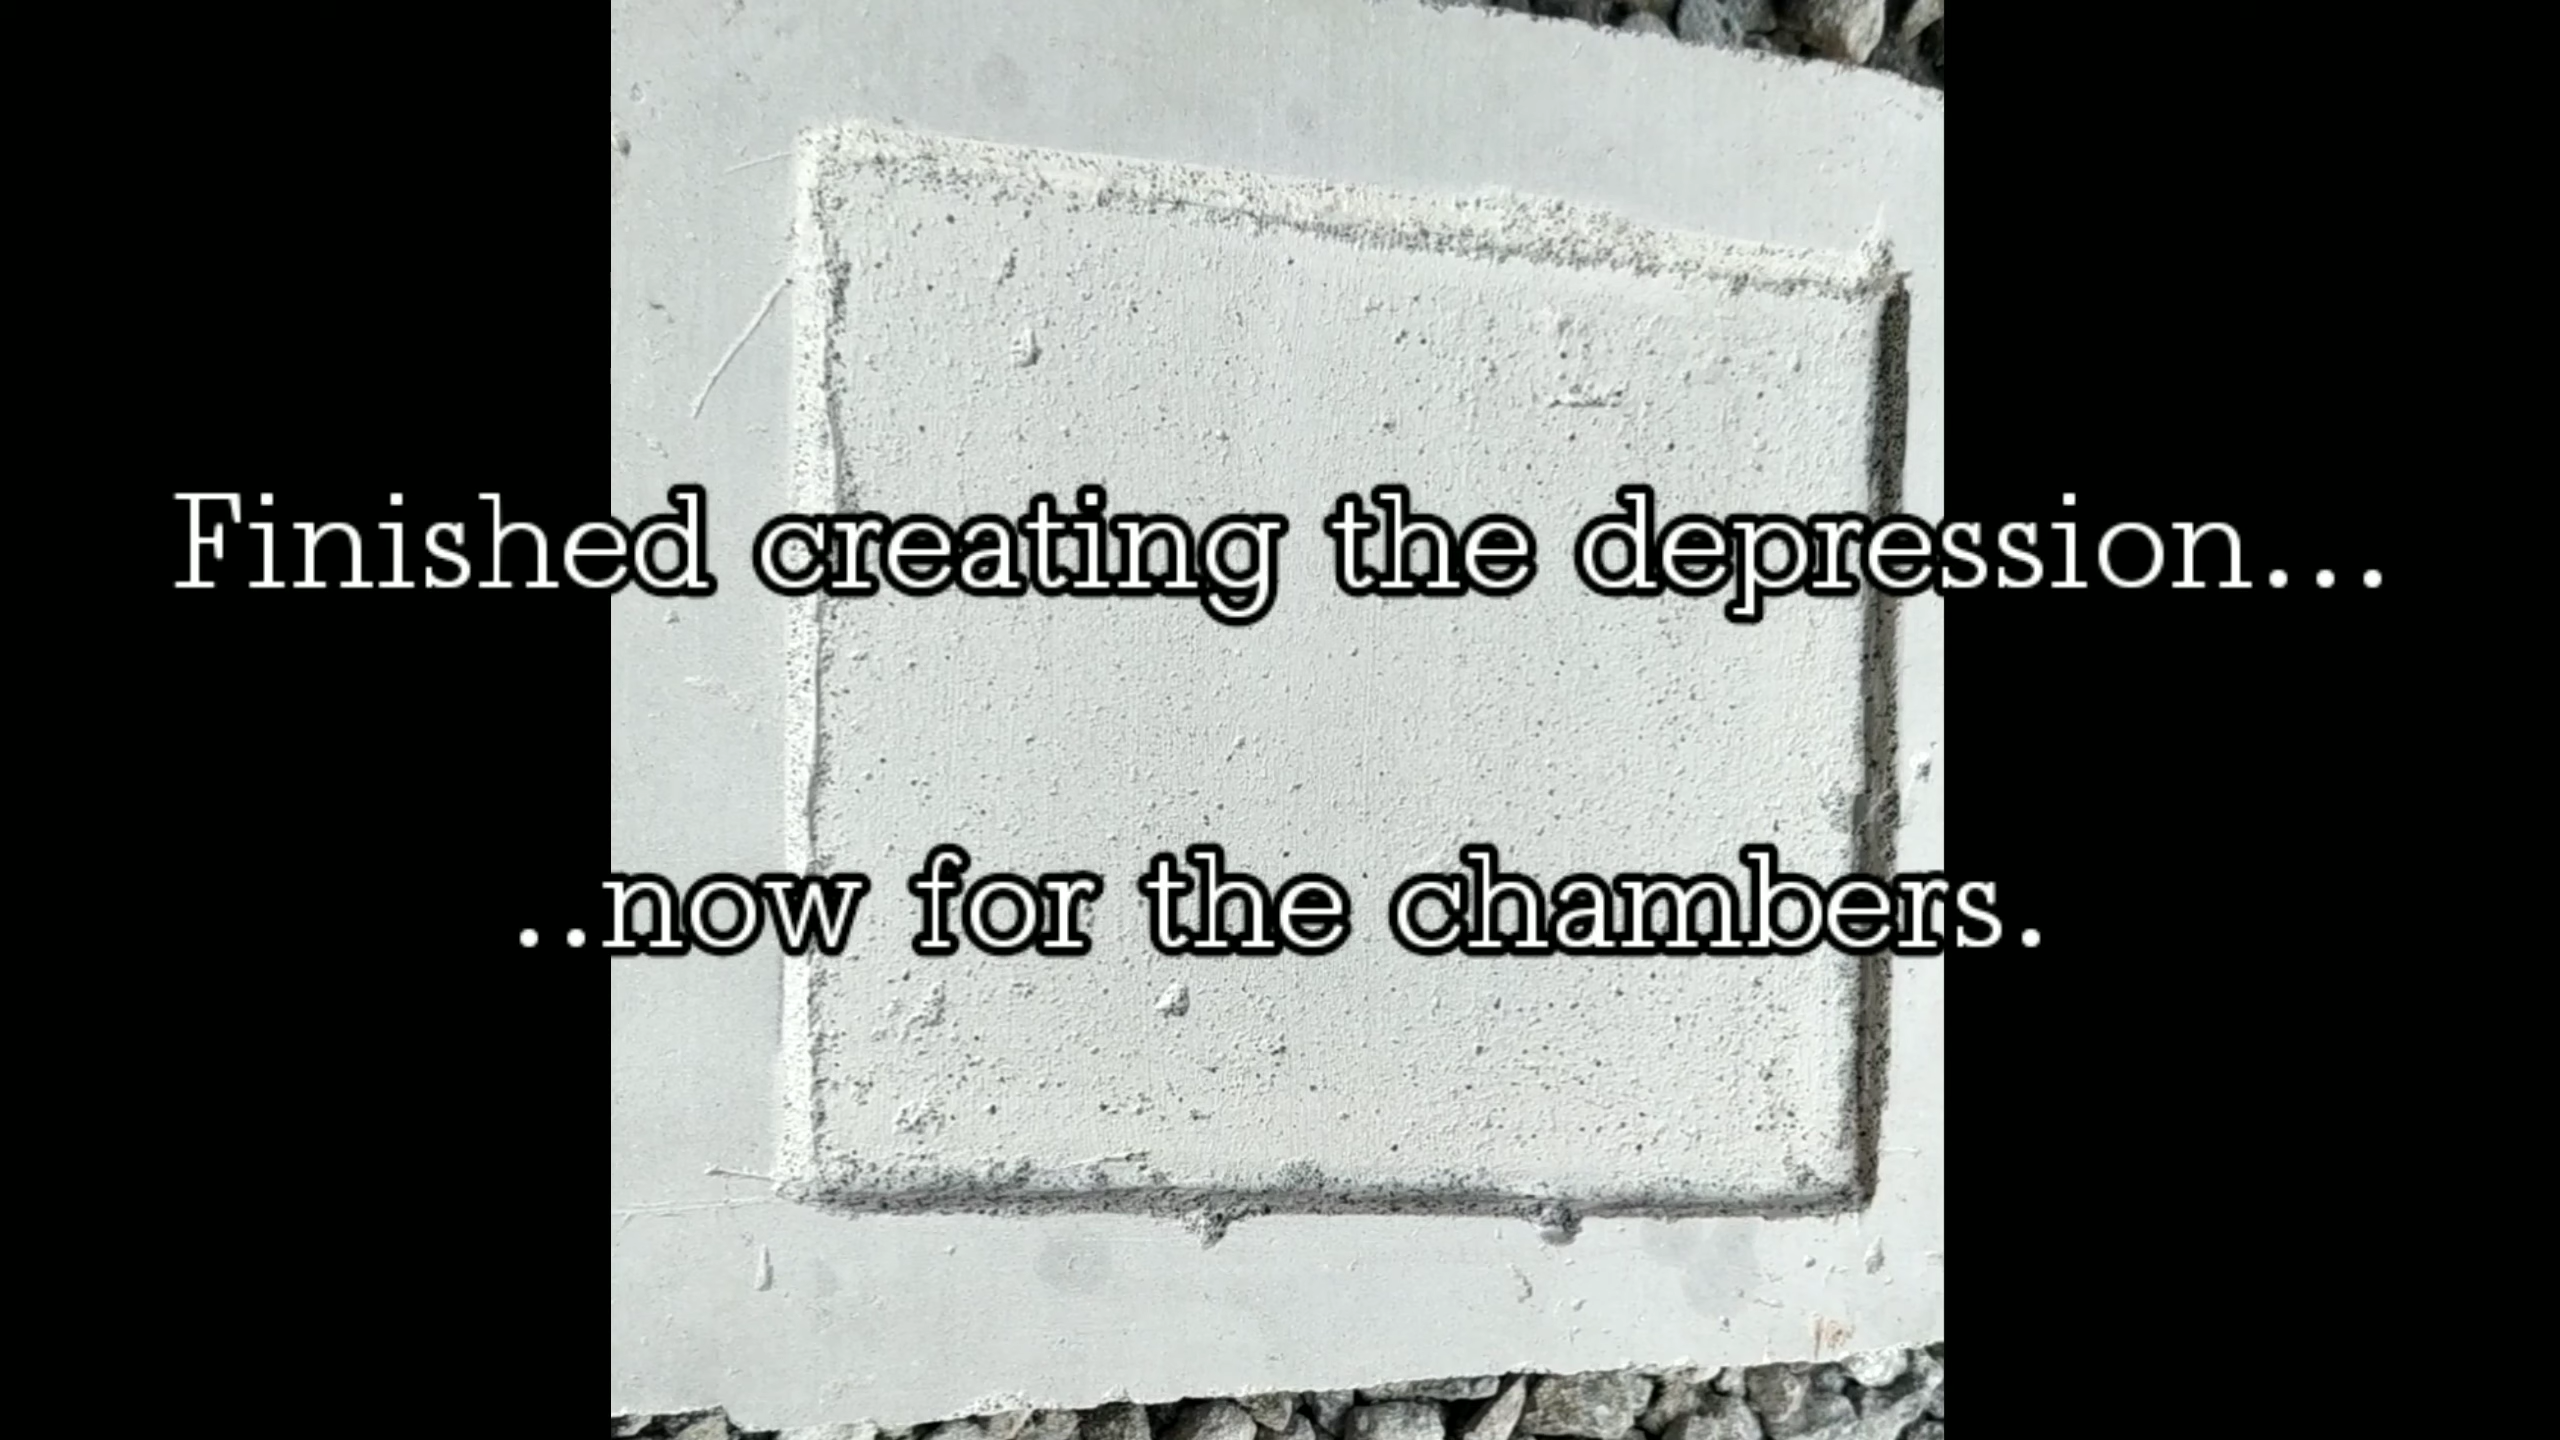 Finished creating the depression...
..now for the chambers.